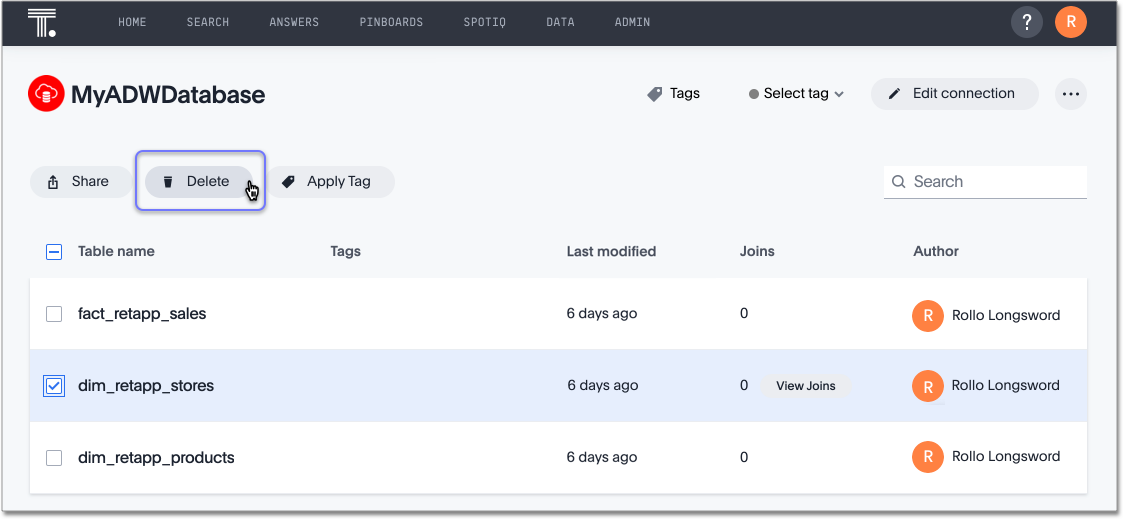 T.
HOME SEARCH ANSWERS PINBOARDS SPOTIQ DATA ADMIN ? R
MyADWDatabase Tags Select tag Edit connection ...
Share Delete Apply Tag Search
Table name Tags Last modified Joins Author
fact_retapp_sales 6 days ago 0 R Rollo Longsword
dim_retapp_stores 6 days ago 0 View Joins R Rollo Longsword
dim_retapp_products 6 days ago 0 R Rollo Longsword